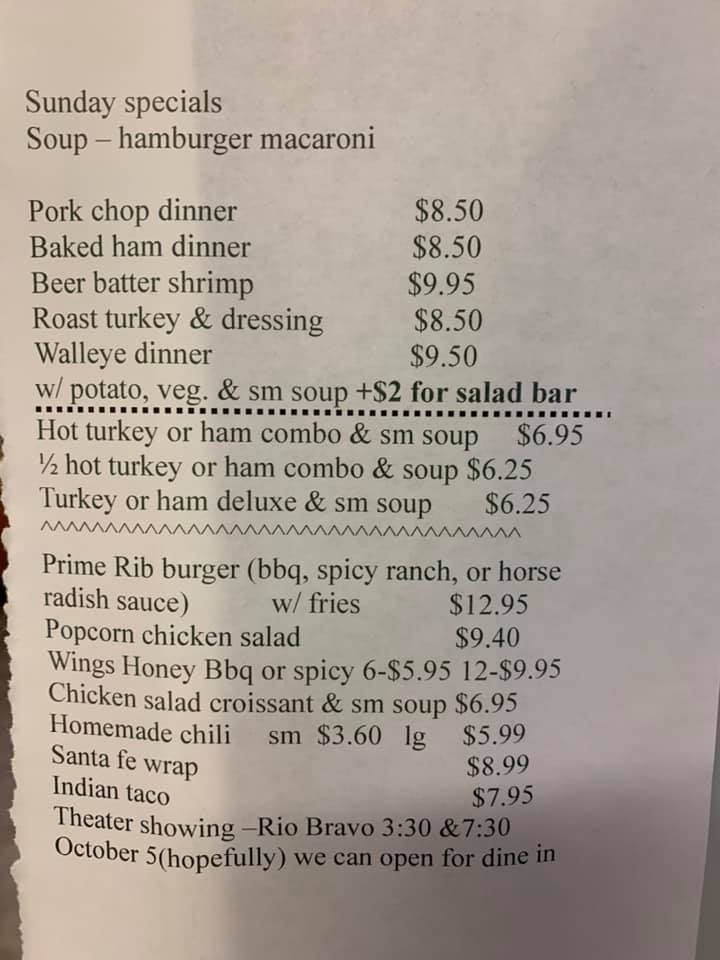 Sunday specials
Soup – hamburger macaroni
Pork chop dinner $8.50
Baked ham dinner $8.50
Beer batter shrimp $9.95
Roast turkey & dressing $8.50
Walleye dinner $9.50
w/ potato, veg. & sm soup +$2 for salad bar
Hot turkey or ham combo & sm soup $6.95
½ hot turkey or ham combo & soup $6.25
Turkey or ham deluxe & sm soup $6.25
Prime Rib burger (bbq, spicy ranch, or horse
radish sauce) w/ fries $12.95
Popcorn chicken salad $9.40
Wings Honey Bbq or spicy 6-$5.95 12-$9.95
Chicken salad croissant & sm soup $6.95
Homemade chili sm $3.60 lg $5.99
Santa fe wrap $8.99
Indian taco $7.95
Theater showing –Rio Bravo 3:30 &7:30
October 5(hopefully) we can open for dine in